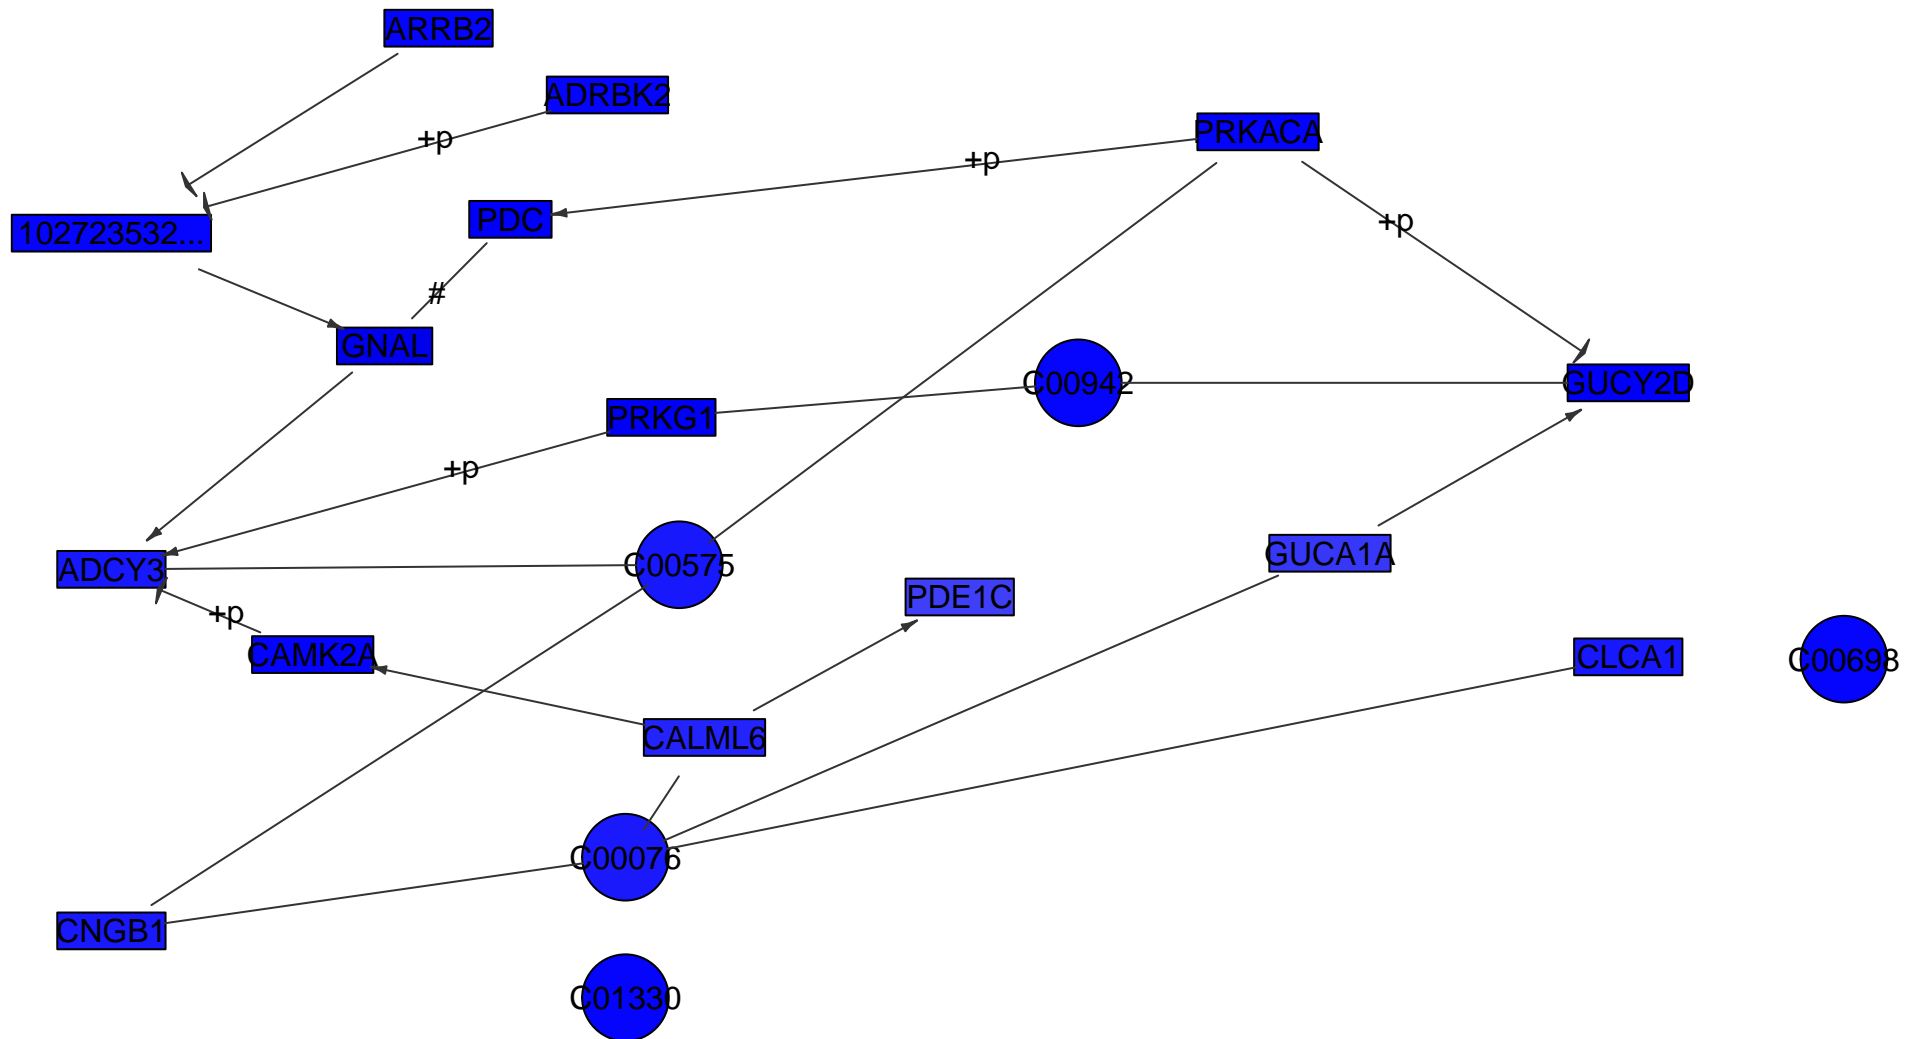 ARRB2
ADRBK2
+p
PRKACA
+p
102723532...
PDC
+p
#
GNAL
C00942
GUCY2D
PRKG1
+p
ADCY3
C00575
GUCA1A
PDE1C
+p
CAMK2A
CLCA1
C00698
CALML6
C00076
CNGB1
C01330